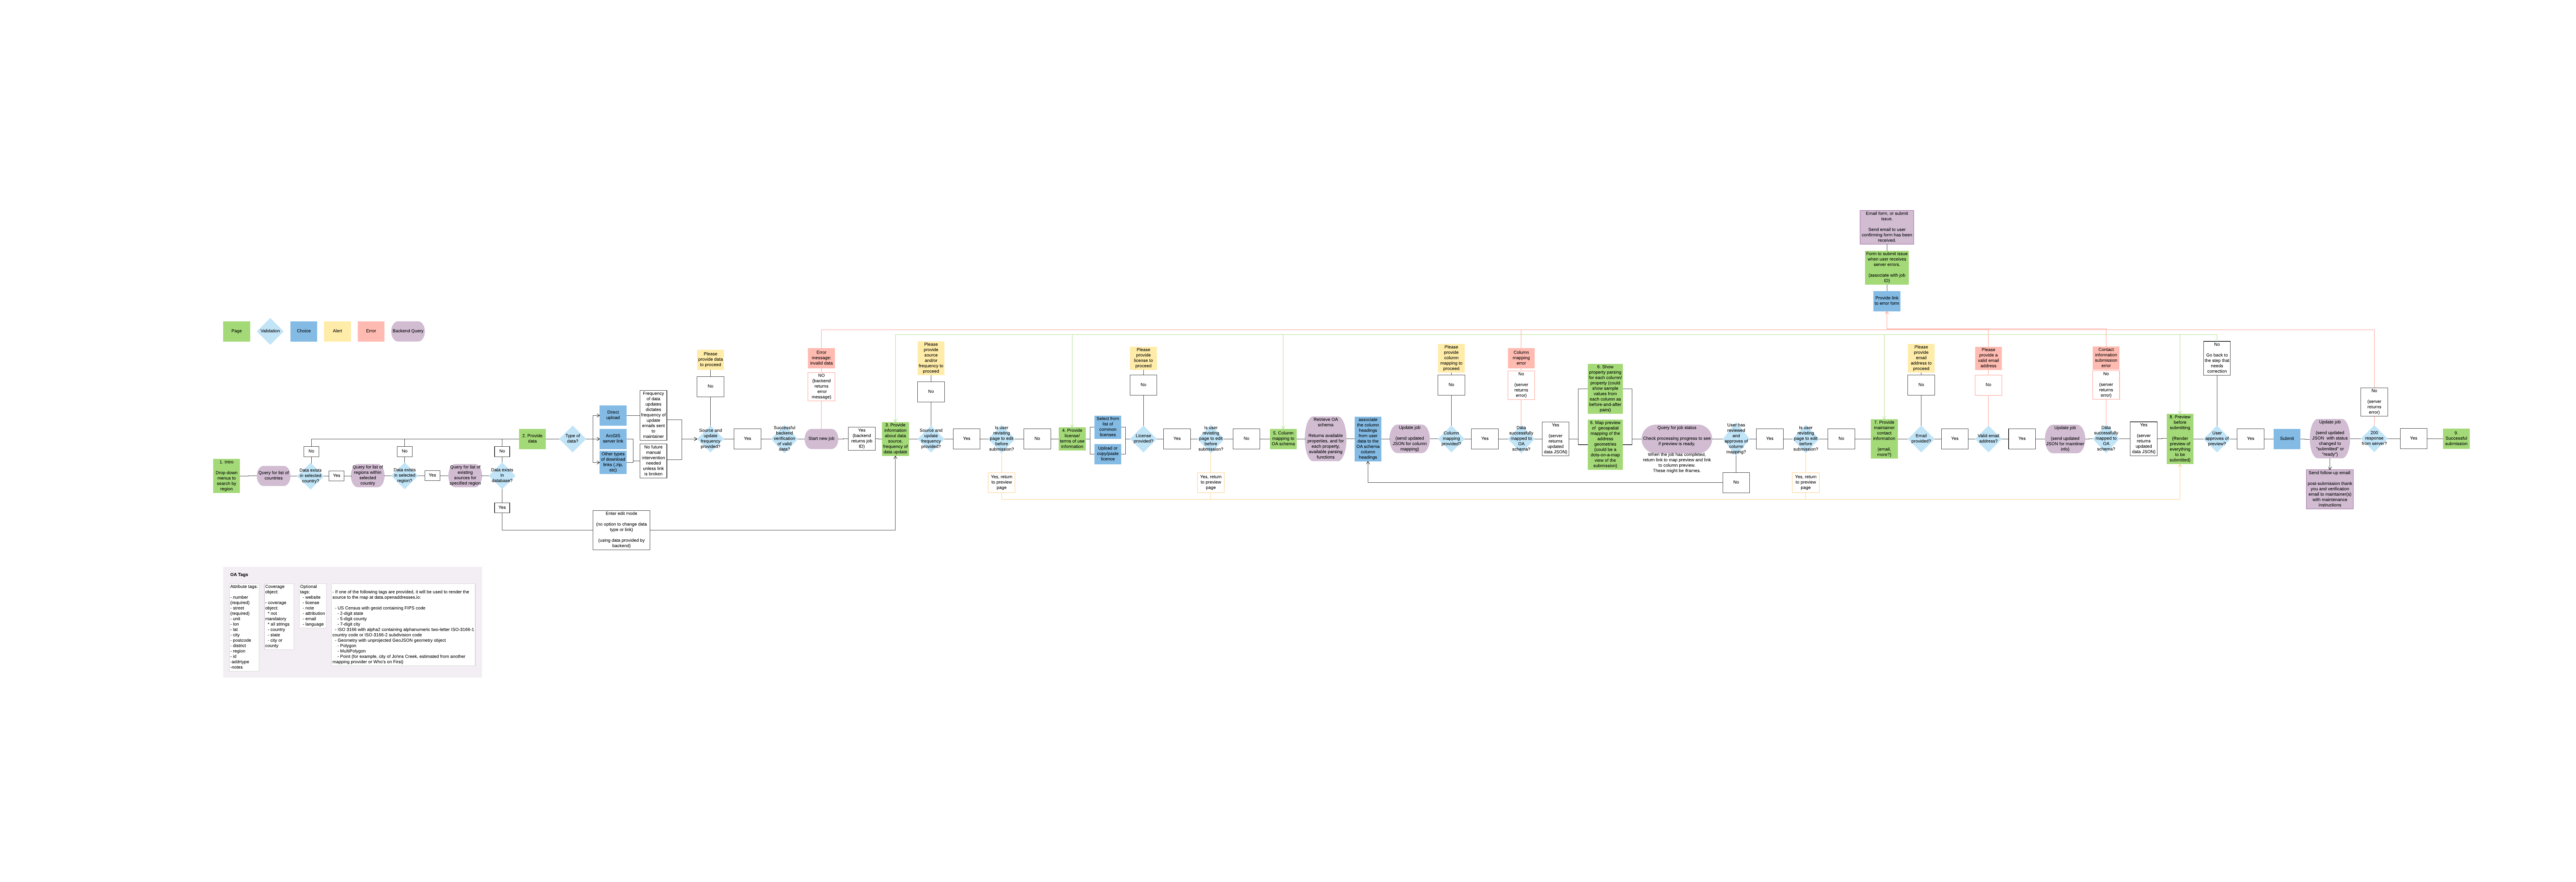 Email form, or submit
issue.
Send email to user
confirming form has been
received.
Form to submit issue
when user receives
server errors.
(associate with job
ID)
Provide link
to error form
Page
Validation
Choice
Alert
Error
Backend Query
1. Intro
Drop down
menus to
search by
region
Query for list of
countries
Data exists
in selected
country?
No
Yes
Query for list of
regions within
selected
country
Data exists
in selected
region?
No
Yes
Query for list of
existing
sources for
specified region
Data exists
in
database?
No
Yes
Enter edit mode
(no option to change data
type or link)
(using data provided by
backend)
2. Provide
data
Type of
data?
Direct
upload
ArcGIS
server link
Other types
of download
links (.zip,
etc)
Frequency
of data
updates
dictates
frequency of
update
emails sent
to
maintainer
No future
manual
intervention
needed
unless link
is broken
Please
provide data
to proceed
No
Source and
update
frequency
provided?
Yes
Successful
backend
verification
of valid
data?
Error
message:
invalid data
NO
(backend
returns
error
message)
Start new job
Yes
(backend
returns job
ID)
3. Provide
information
about data
source,
frequency of
data update
Please
provide
source
and/or
frequency to
proceed
No
Source and
update
frequency
provided?
Yes
Is user
revisting
page to edit
before
submission?
Yes, return
to preview
page
No
4. Provide
license/
terms of use
information
Select from
list of
common
licenses
Upload or
copy/paste
licence
Please
provide
license to
proceed
No
License
provided?
Yes
Is user
revisting
page to edit
before
submission?
Yes, return
to preview
page
No
5. Column
mapping to
OA schema
Retrieve OA
schema
Returns available
properties, and for
each property,
available parsing
functions
associate
the column
headings
from user
data to the
OA schema
column
headings
Update job
(send updated
JSON for column
mapping)
Please
provide
column
mapping to
proceed
No
Column
mapping
provided?
Yes
Column
mapping
error
No
(server
returns
error)
Data
successfully
mapped to
OA
schema?
Yes
(server
returns
updated
data JSON)
6. Show
property parsing
for each column/
property (could
show sample
values from
each column as
before and after
pairs)
6. Map preview
of geospatial
mapping of the
address
geometries
(could be a
dots-on-a-map
view of the
submission)
Query for job status
Check processing progress to see
if preview is ready
When the job has completed,
return link to map preview and link
to column preview
These might be iframes.
User has
reviewed
and
approves of
column
mapping?
No
Yes
Is user
revisting
page to edit
before
submission?
Yes, return
to preview
page
No
7. Provide
maintainer
contact
information
(email,
more?)
Please
provide
email
address to
proceed
No
Email
provided?
Yes
Please
provide a
valid email
address
No
Valid email
address?
Yes
Update job
(send updated
JSON for maintiner
info)
Contact
information
submission
error
No
(server
returns
error)
Data
successfully
mapped to
OA
schema?
Yes
(server
returns
updated
data JSON)
8. Preview
before
submitting
(Render
preview of
everything
to be
submitted)
No
Go back to
the step that
needs
correction
User
approves of
preview?
Yes
Submit
Update job
(send updated
JSON with status
changed to
"submitted" or
"ready")
Send follow-up email:
post-submission thank
you and verification
email to maintainer(s)
with maintenance
instructions
No
(server
returns
error)
200
response
from server?
Yes
9.
Successful
submission
OA Tags
Attribute tags:
- number
(required)
- street
(required)
- unit
- lon
- lat
- city
- postcode
- district
- region
- id
-addrtype
-notes
Coverage
object:
- coverage
object:
* not
mandatory
* all strings
- country
- state
- city or
county
Optional
tags:
- website
- license
- note
- attribution
- email
- language
- If one of the following tags are provided, it will be used to render the
source to the map at data.openaddresses.io:
- US Census with geoid containing FIPS code
- 2-digit state
- 5-digit county
- 7-digit city
- ISO 3166 with alpha2 containing alphanumeric two-letter ISO-3166-1
country code or ISO-3166-2 subdivision code
- Geometry with unprojected GeoJSON geometry object
- Polygon
- MultiPolygon
- Point (for example, city of Johns Creek, estimated from another
mapping provider or Who's on First)